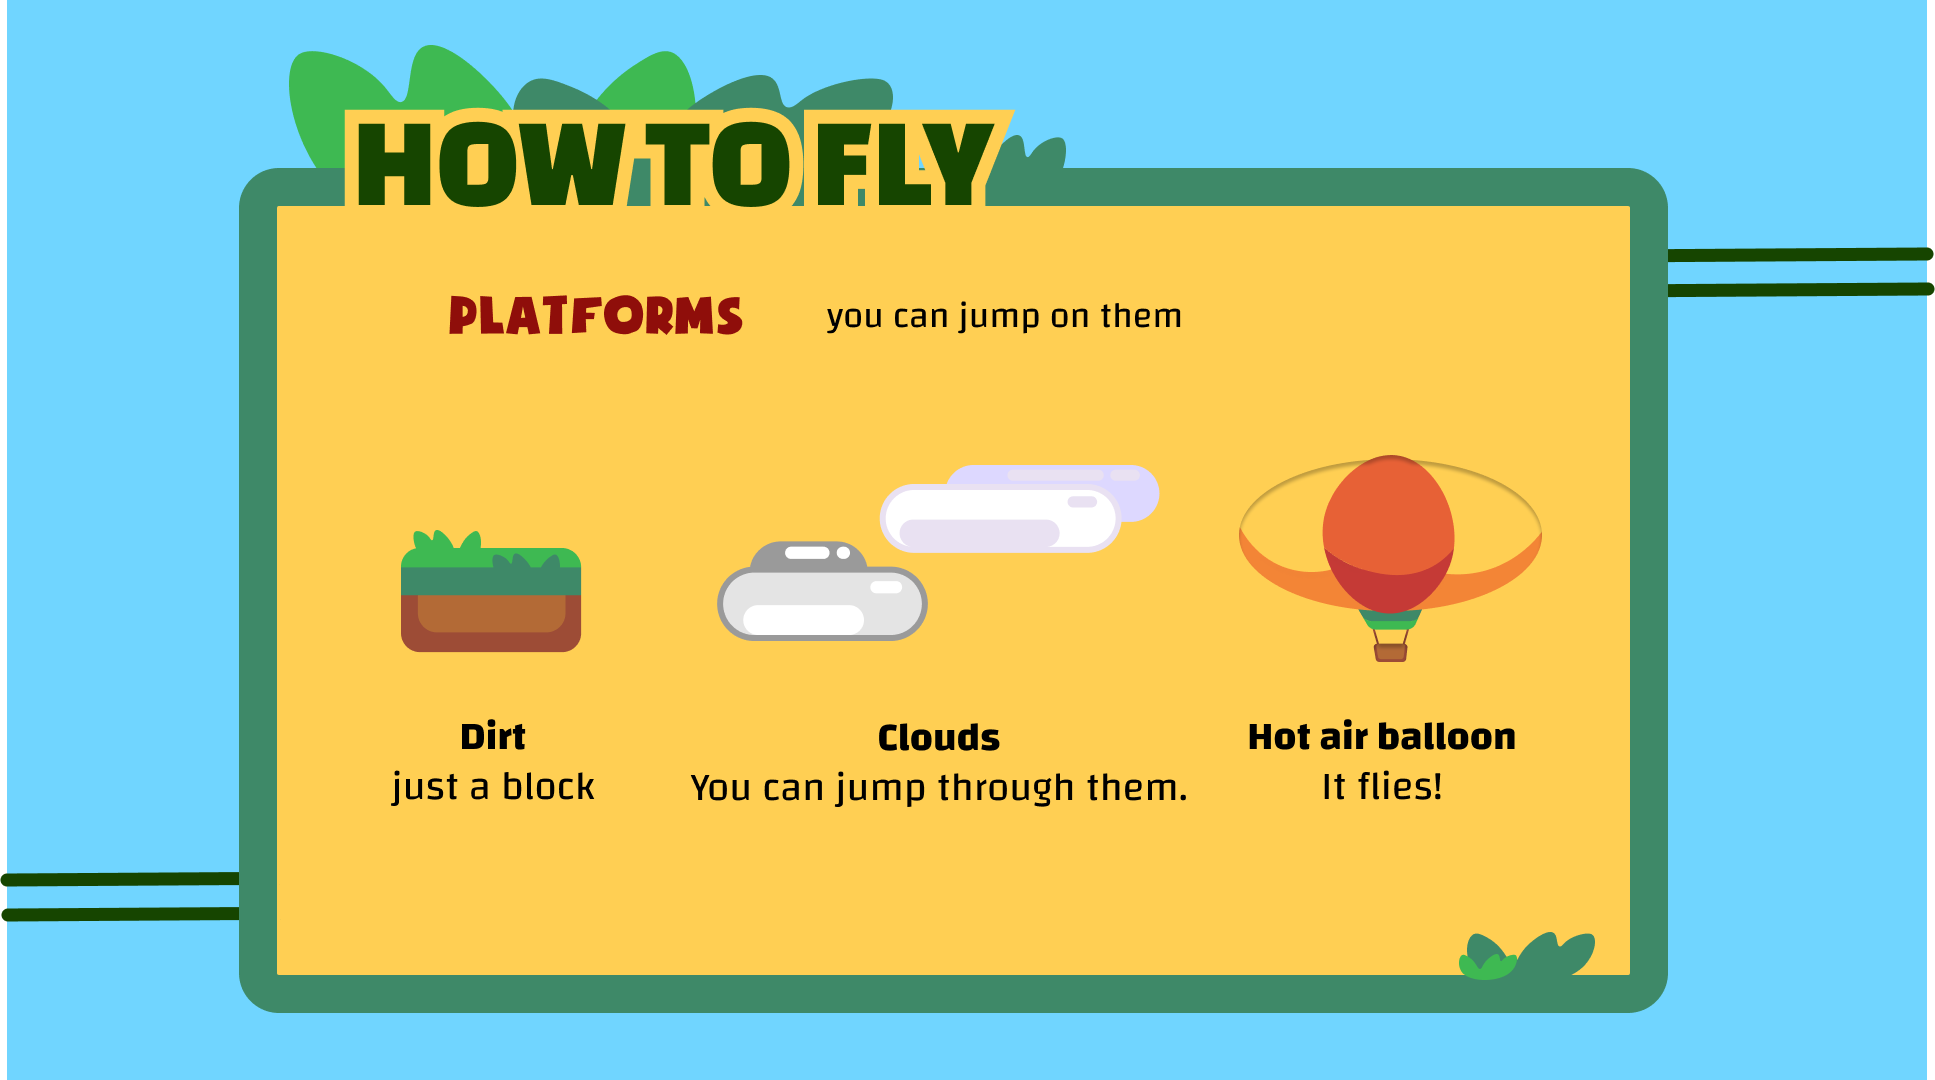 HOW TO FLY
PLATFORMS you can jump on them
Dirt
just a block
Clouds
You can jump through them.
Hot air balloon
It flies!